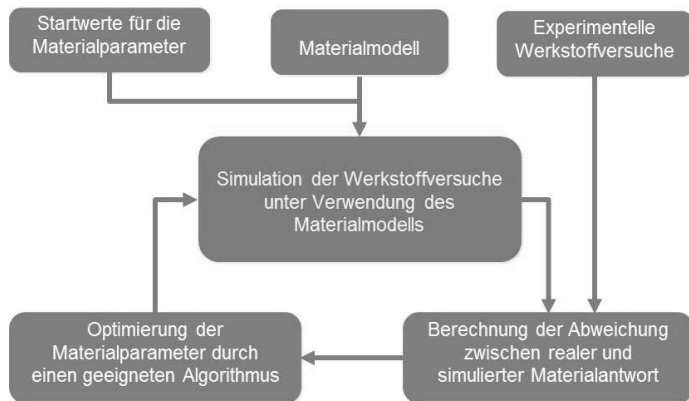 Startwerte für die
Materialparameter
Materialmodell
Experimentelle
Werkstoffversuche
Simulation der Werkstoffversuche
unter Verwendung des
Materialmodells
Optimierung der
Materialparameter durch
einen geeigneten Algorithmus
Berechnung der Abweichung
zwischen realer und
simulierter Materialantwort